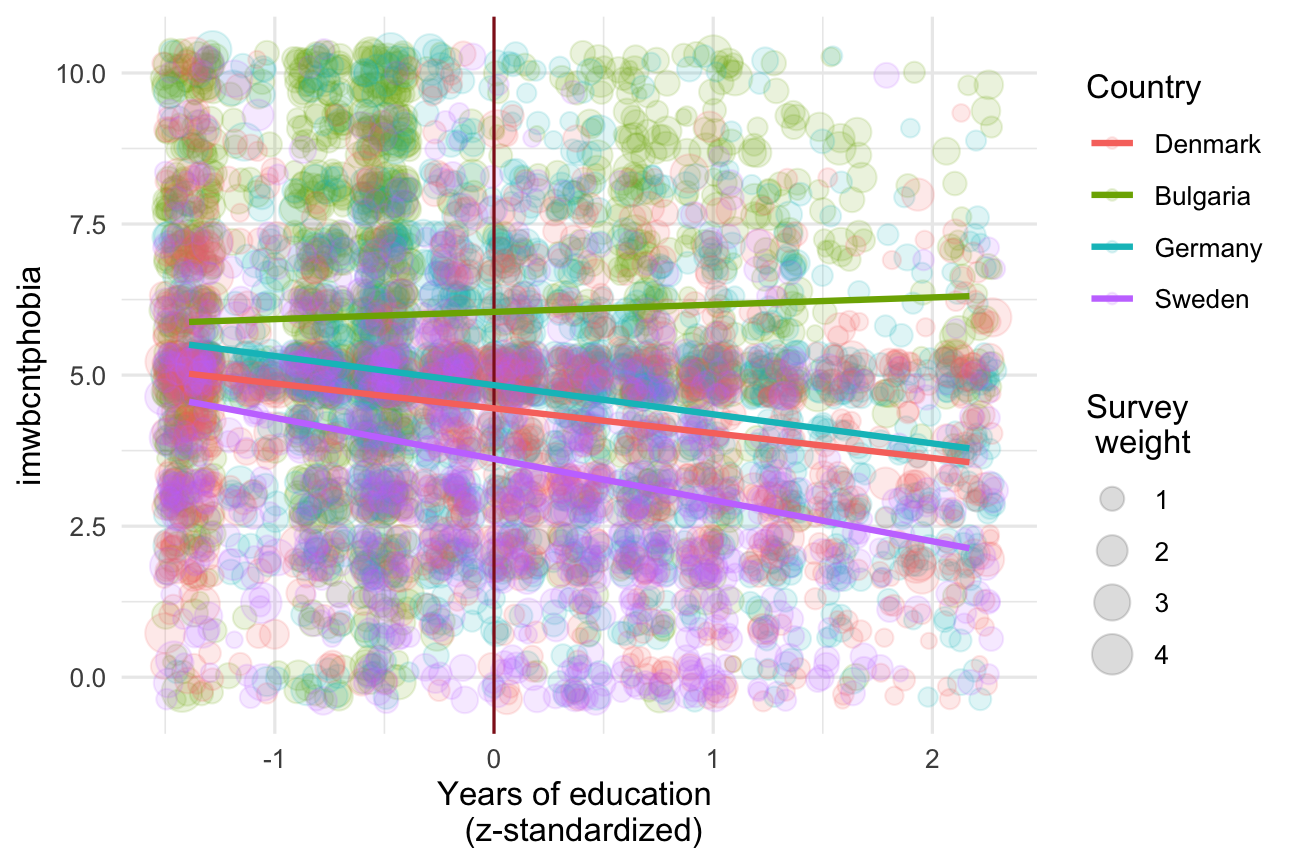 imwbcntphobia
10.0
7.5
5.0
2.5
0.0
-1
0
1
2
Years of education
(z-standardized)
Country
Denmark
Bulgaria
Germany
Sweden
Survey
weight
1
2
3
4